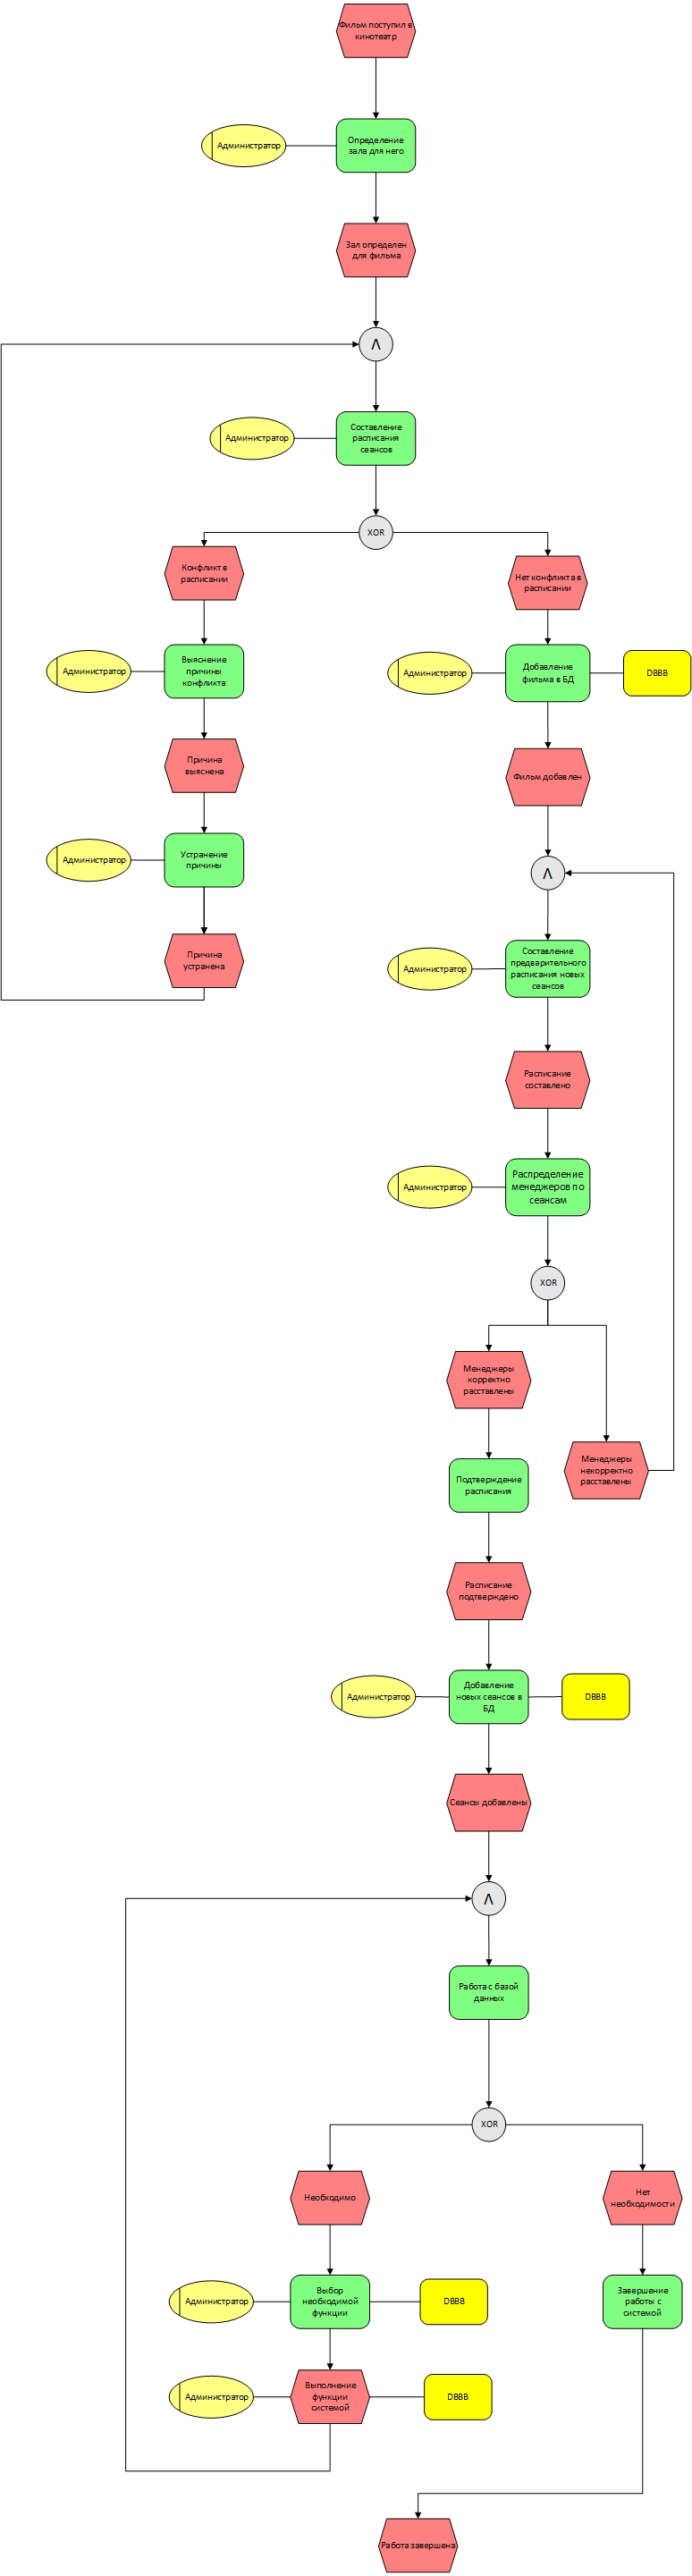 Фильм поступил в
кинотеатр
Администратор
Определение
зала для него
Зал определен
для фильма
Λ
Администратор
Составление
расписания
сеансов
XOR
Конфликт в
расписании
Нет конфликта в
расписании
Администратор
Выяснение
причины
конфликта
Администратор
Добавление
фильма в БД
DBBB
Причина
выяснена
Фильм добавлен
Администратор
Устранение
причины
Λ
Причина
устранена
Администратор
Составление
предварительного
расписания новых
сеансов
Расписание
составлено
Администратор
Распределение
менеджеров по
сеансам
XOR
Менеджеры
корректно
расставлены
Менеджеры
некорректно
расставлены
Подтверждение
расписания
Расписание
подтверждено
Администратор
Добавление
новых сеансов в
БД
DBBB
Сеансы добавлены
Λ
Работа с базой
данных
XOR
Необходимо
Нет
необходимости
Администратор
Выбор
необходимой
функции
DBBB
Завершение
работы с
системой
Администратор
Выполнение
функции
системой
DBBB
Работа завершена